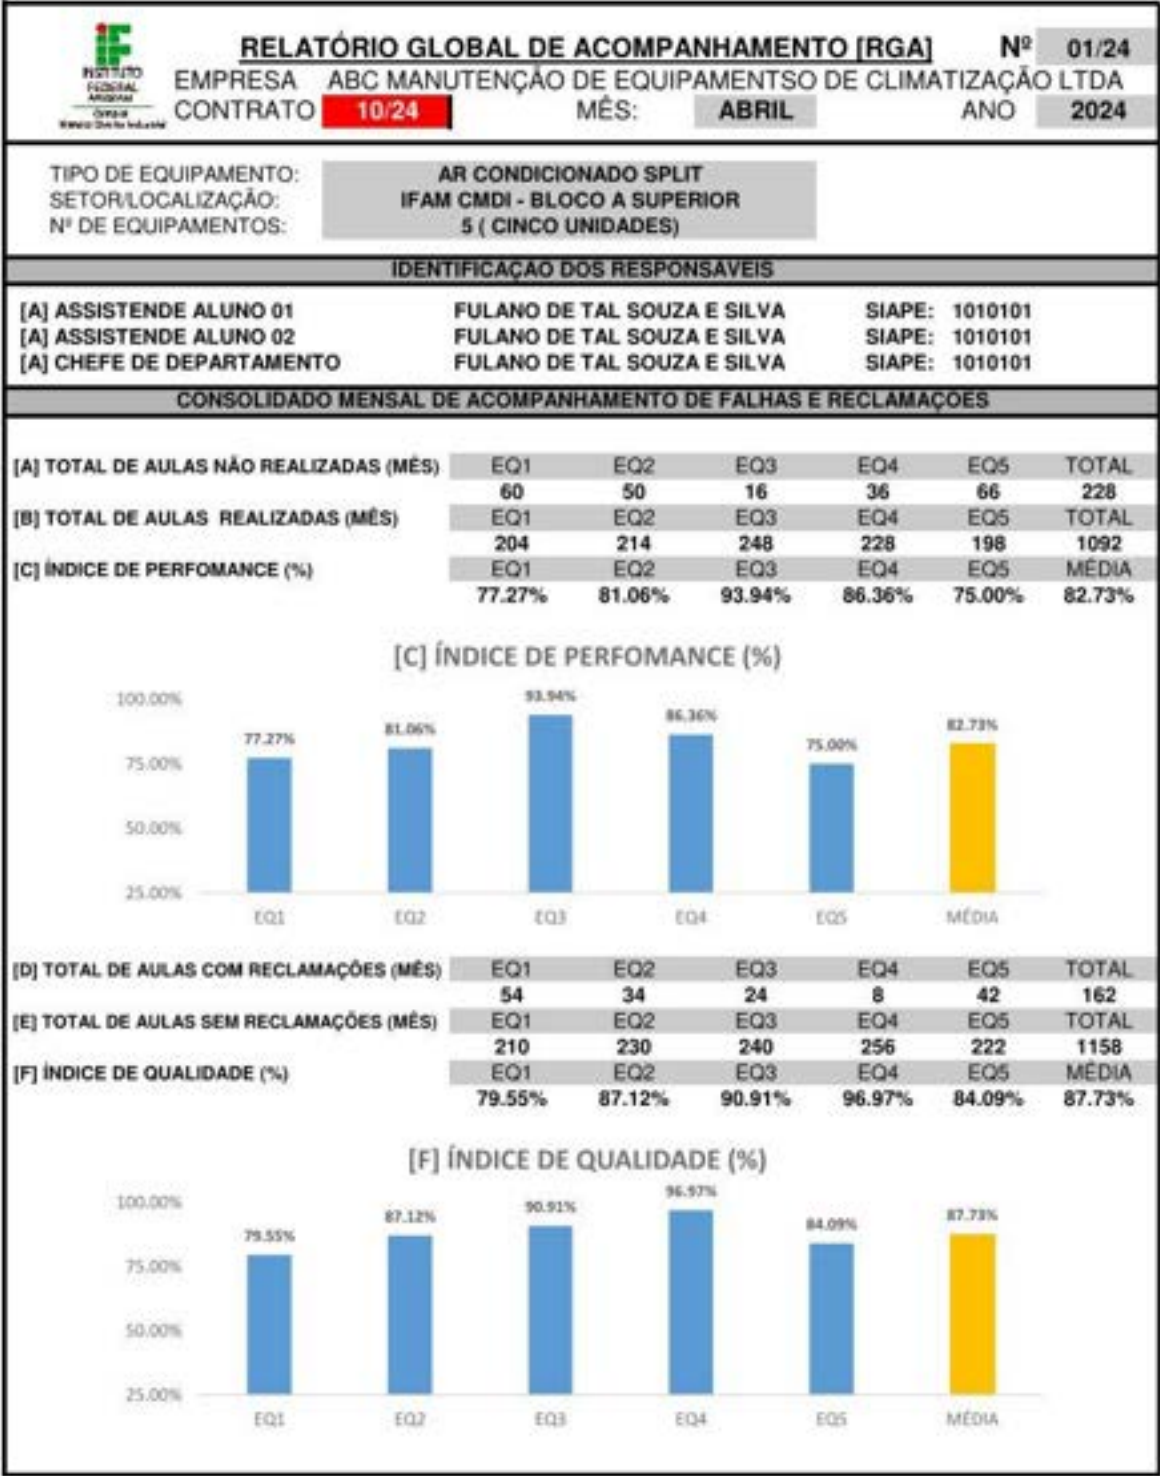 RELATÓRIO GLOBAL DE ACOMPANHAMENTO [RGA] Nº 01/24
INSTITUTO
FEDERAL
EMPRESA ABC MANUTENÇÃO DE EQUIPAMENTSO DE CLIMATIZAÇÃO LTDA
CONTRATO 10/24 MÊS: ABRIL ANO 2024
TIPO DE EQUIPAMENTO: AR CONDICIONADO SPLIT
SETOR/LOCALIZAÇÃO: IFAM CMDI - BLOCO A SUPERIOR
Nº DE EQUIPAMENTOS: 5 ( CINCO UNIDADES)
IDENTIFICAÇÃO DOS RESPONSÁVEIS
[A] ASSISTENDE ALUNO 01 FULANO DE TAL SOUZA E SILVA SIAPE: 1010101
[A] ASSISTENDE ALUNO 02 FULANO DE TAL SOUZA E SILVA SIAPE: 1010101
[A] CHEFE DE DEPARTAMENTO FULANO DE TAL SOUZA E SILVA SIAPE: 1010101
CONSOLIDADO MENSAL DE ACOMPANHAMENTO DE FALHAS E RECLAMAÇÕES
[A] TOTAL DE AULAS NÃO REALIZADAS (MÊS) EQ1 EQ2 EQ3 EQ4 EQ5 TOTAL
60 50 16 36 66 228
[B] TOTAL DE AULAS REALIZADAS (MÊS) EQ1 EQ2 EQ3 EQ4 EQ5 TOTAL
204 214 248 228 198 1092
[C] ÍNDICE DE PERFOMANCE (%) EQ1 EQ2 EQ3 EQ4 EQ5 MÉDIA
77.27% 81.06% 93.94% 86.36% 75.00% 82.73%
[C] ÍNDICE DE PERFOMANCE (%)
100.00%
75.00%
50.00%
25.00%
77.27% 81.06% 93.94% 86.36% 75.00% 82.73%
EQ1 EQ2 EQ3 EQ4 EQ5 MÉDIA
[D] TOTAL DE AULAS COM RECLAMAÇÕES (MÊS) EQ1 EQ2 EQ3 EQ4 EQ5 TOTAL
54 34 24 8 42 162
[E] TOTAL DE AULAS SEM RECLAMAÇÕES (MÊS) EQ1 EQ2 EQ3 EQ4 EQ5 TOTAL
210 230 240 256 222 1158
[F] ÍNDICE DE QUALIDADE (%) EQ1 EQ2 EQ3 EQ4 EQ5 MÉDIA
79.55% 87.12% 90.91% 96.97% 84.09% 87.73%
[F] ÍNDICE DE QUALIDADE (%)
100.00%
75.00%
50.00%
25.00%
79.55% 87.12% 90.91% 96.97% 84.09% 87.73%
EQ1 EQ2 EQ3 EQ4 EQ5 MÉDIA